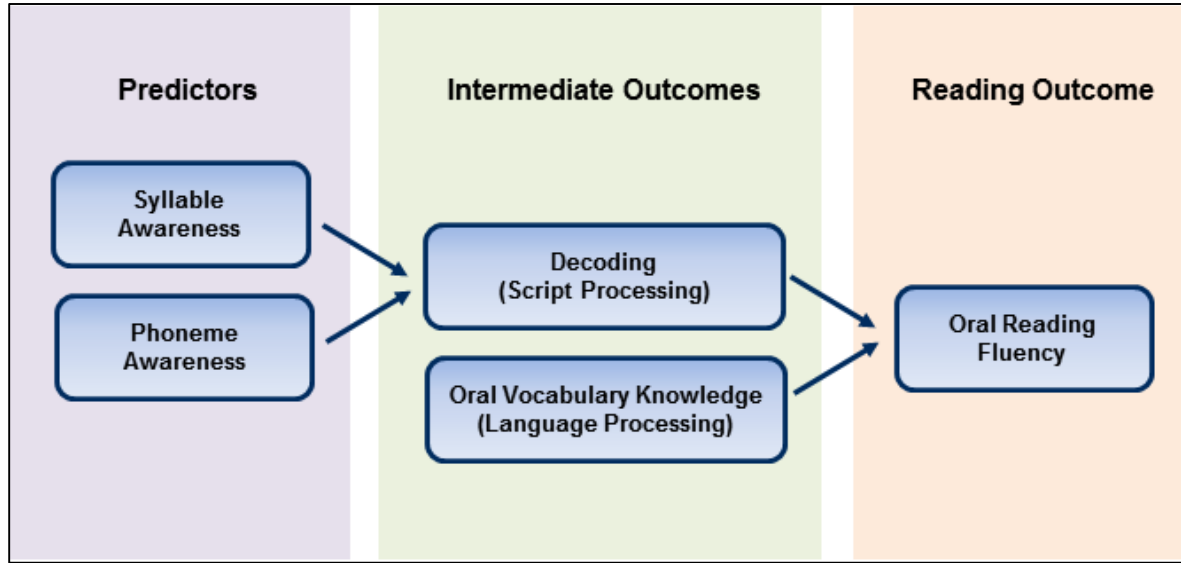 Predictors
Intermediate Outcomes
Reading Outcome
Syllable
Awareness
Phoneme
Awareness
Decoding
(Script Processing)
Oral Vocabulary Knowledge
(Language Processing)
Oral Reading
Fluency